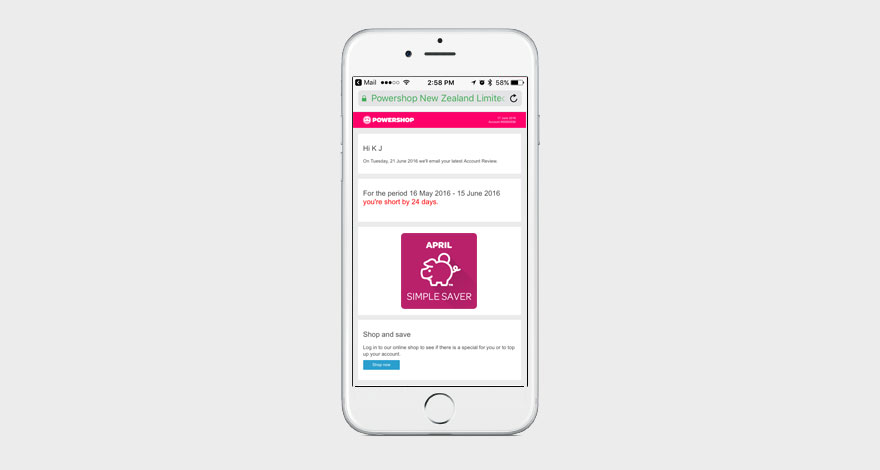 Mail 2:58 PM 58%
Powershop New Zealand Limited
POWERSHOP
Hi K J
On Tuesday, 21 June 2016 we'll email your latest Account Review.
For the period 16 May 2016 - 15 June 2016
you're short by 24 days.
APRIL
SIMPLE SAVER
Shop and save
Log in to our online shop to see if there is a special for you or to top
up your account.
Shop now